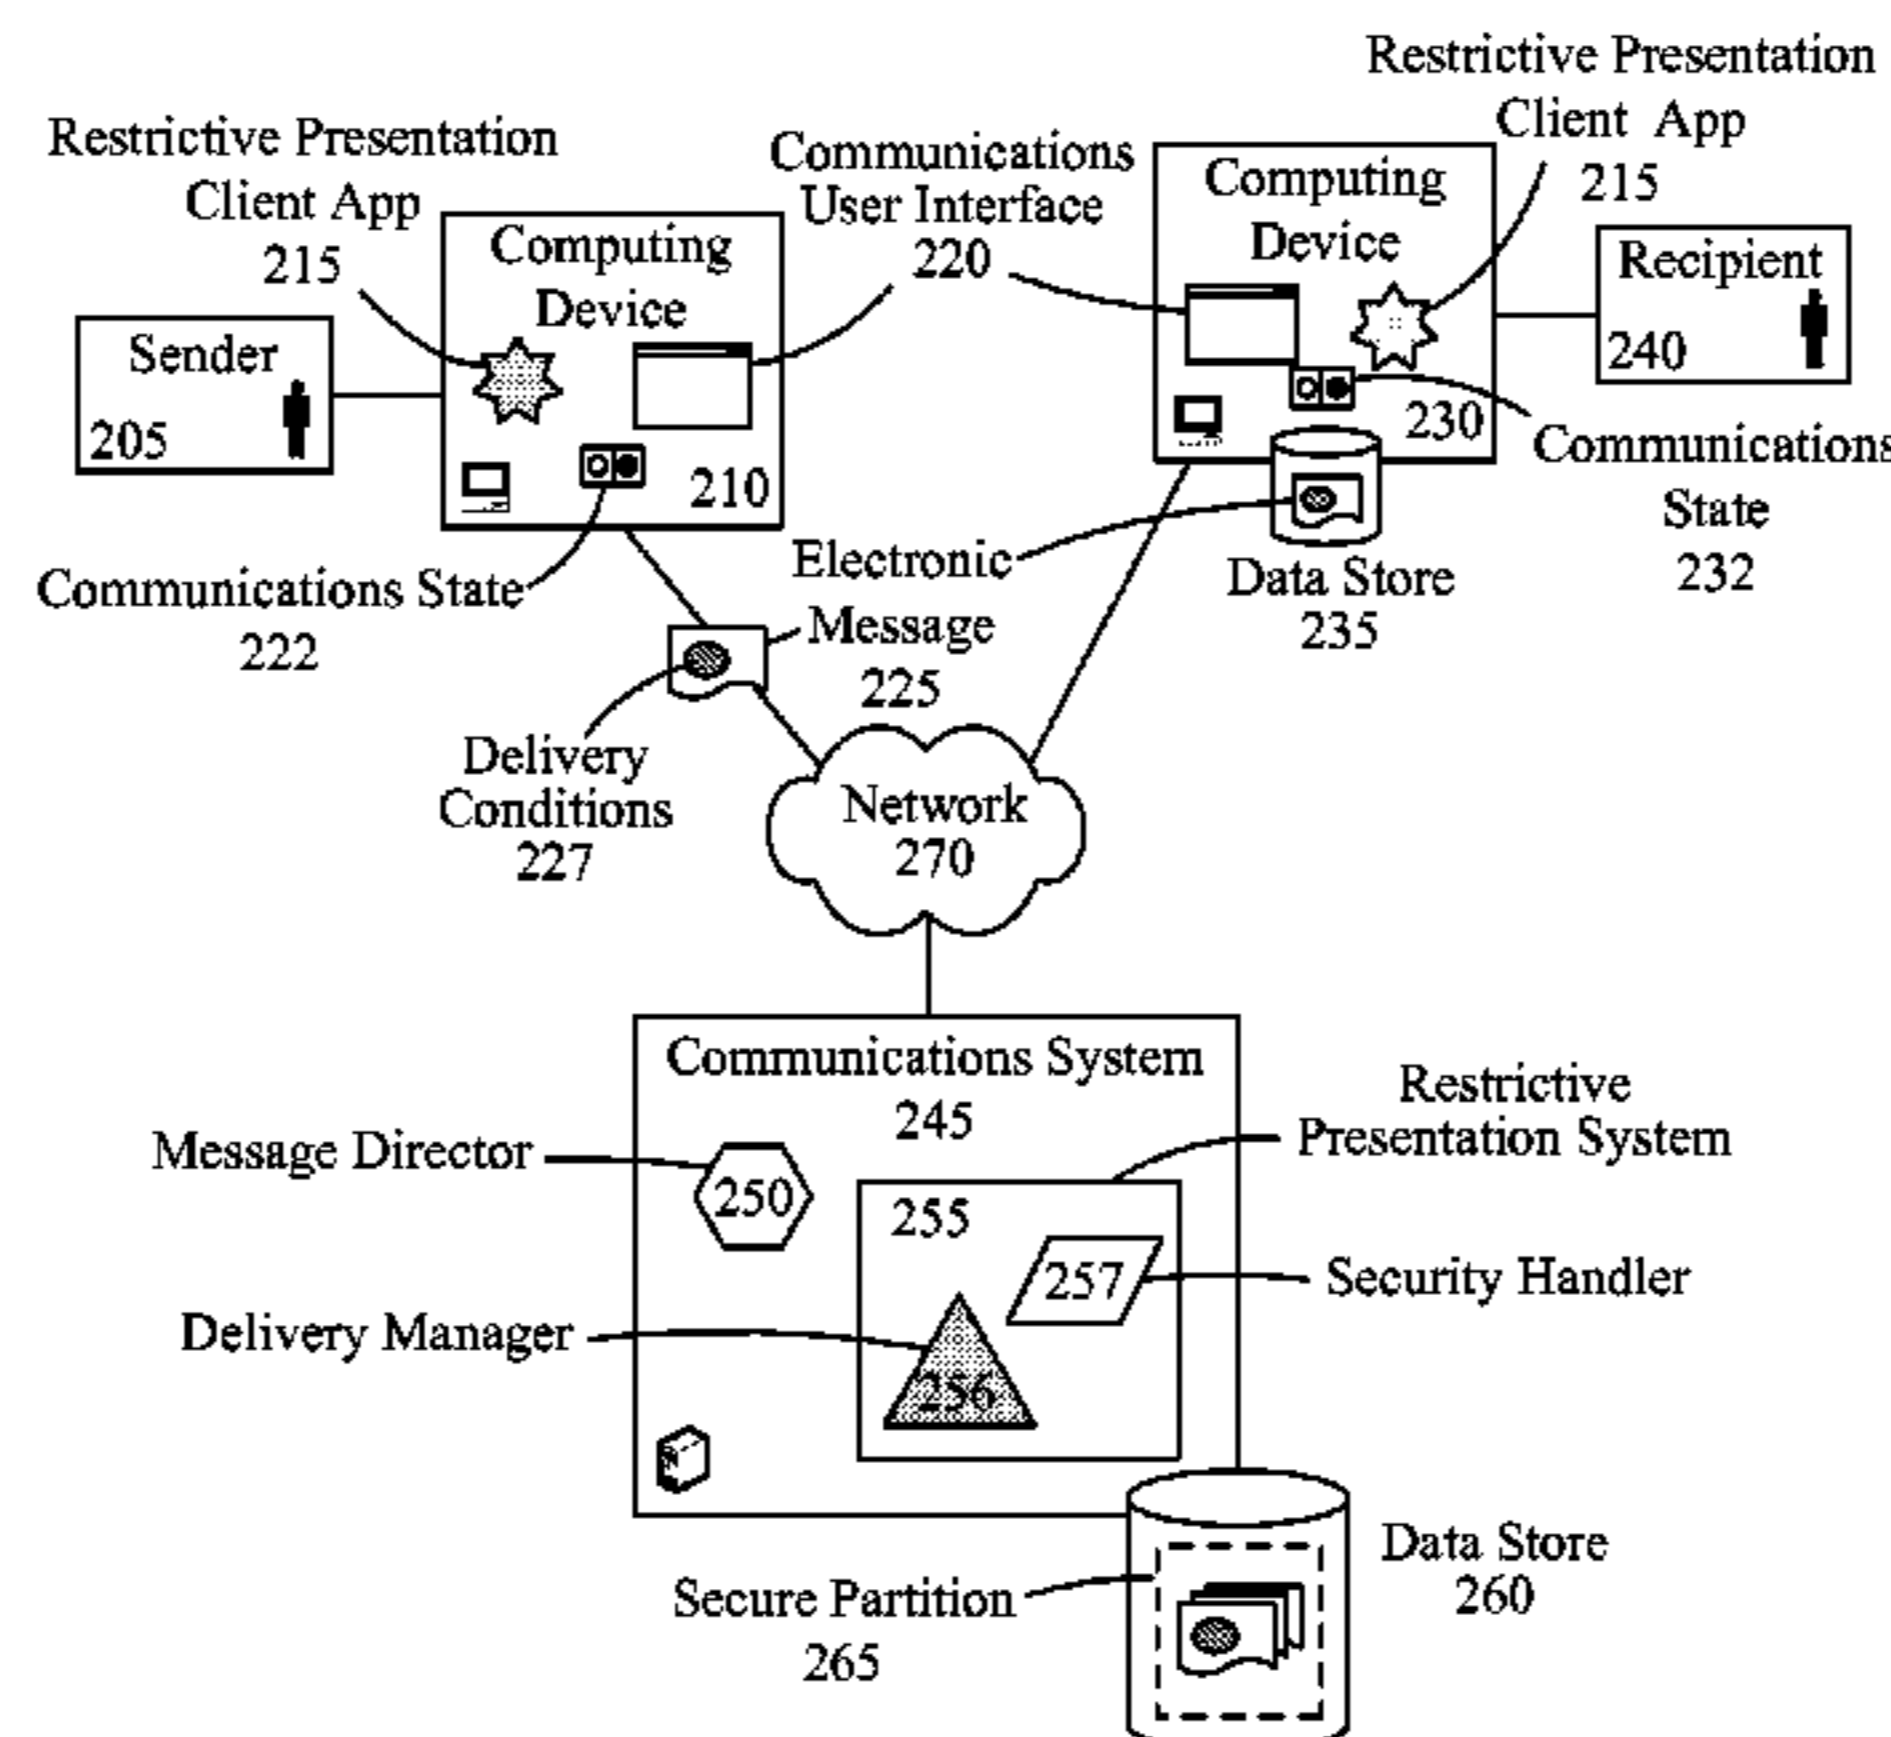 Restrictive Presentation
Client App
215
Restrictive Presentation
Client App
215
Communications
User Interface
220
Computing
Device
210
Computing
Device
230
Sender
205
Recipient
240
Communications State
222
Communications
State
232
Electronic
Message
225
Data Store
235
Delivery
Conditions
227
Network
270
Communications System
245
Message Director
250
Restrictive
Presentation System
255
257
Security Handler
Delivery Manager
256
Data Store
260
Secure Partition
265